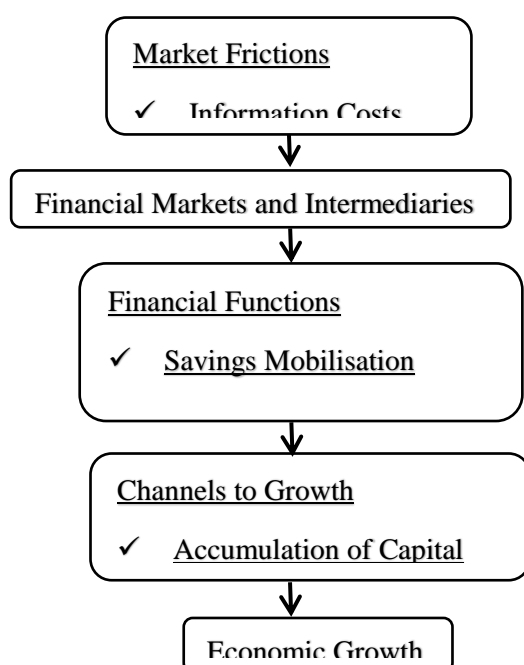 Market Frictions
✓ Information Costs
Financial Markets and Intermediaries
Financial Functions
✓ Savings Mobilisation
Channels to Growth
✓ Accumulation of Capital
Economic Growth